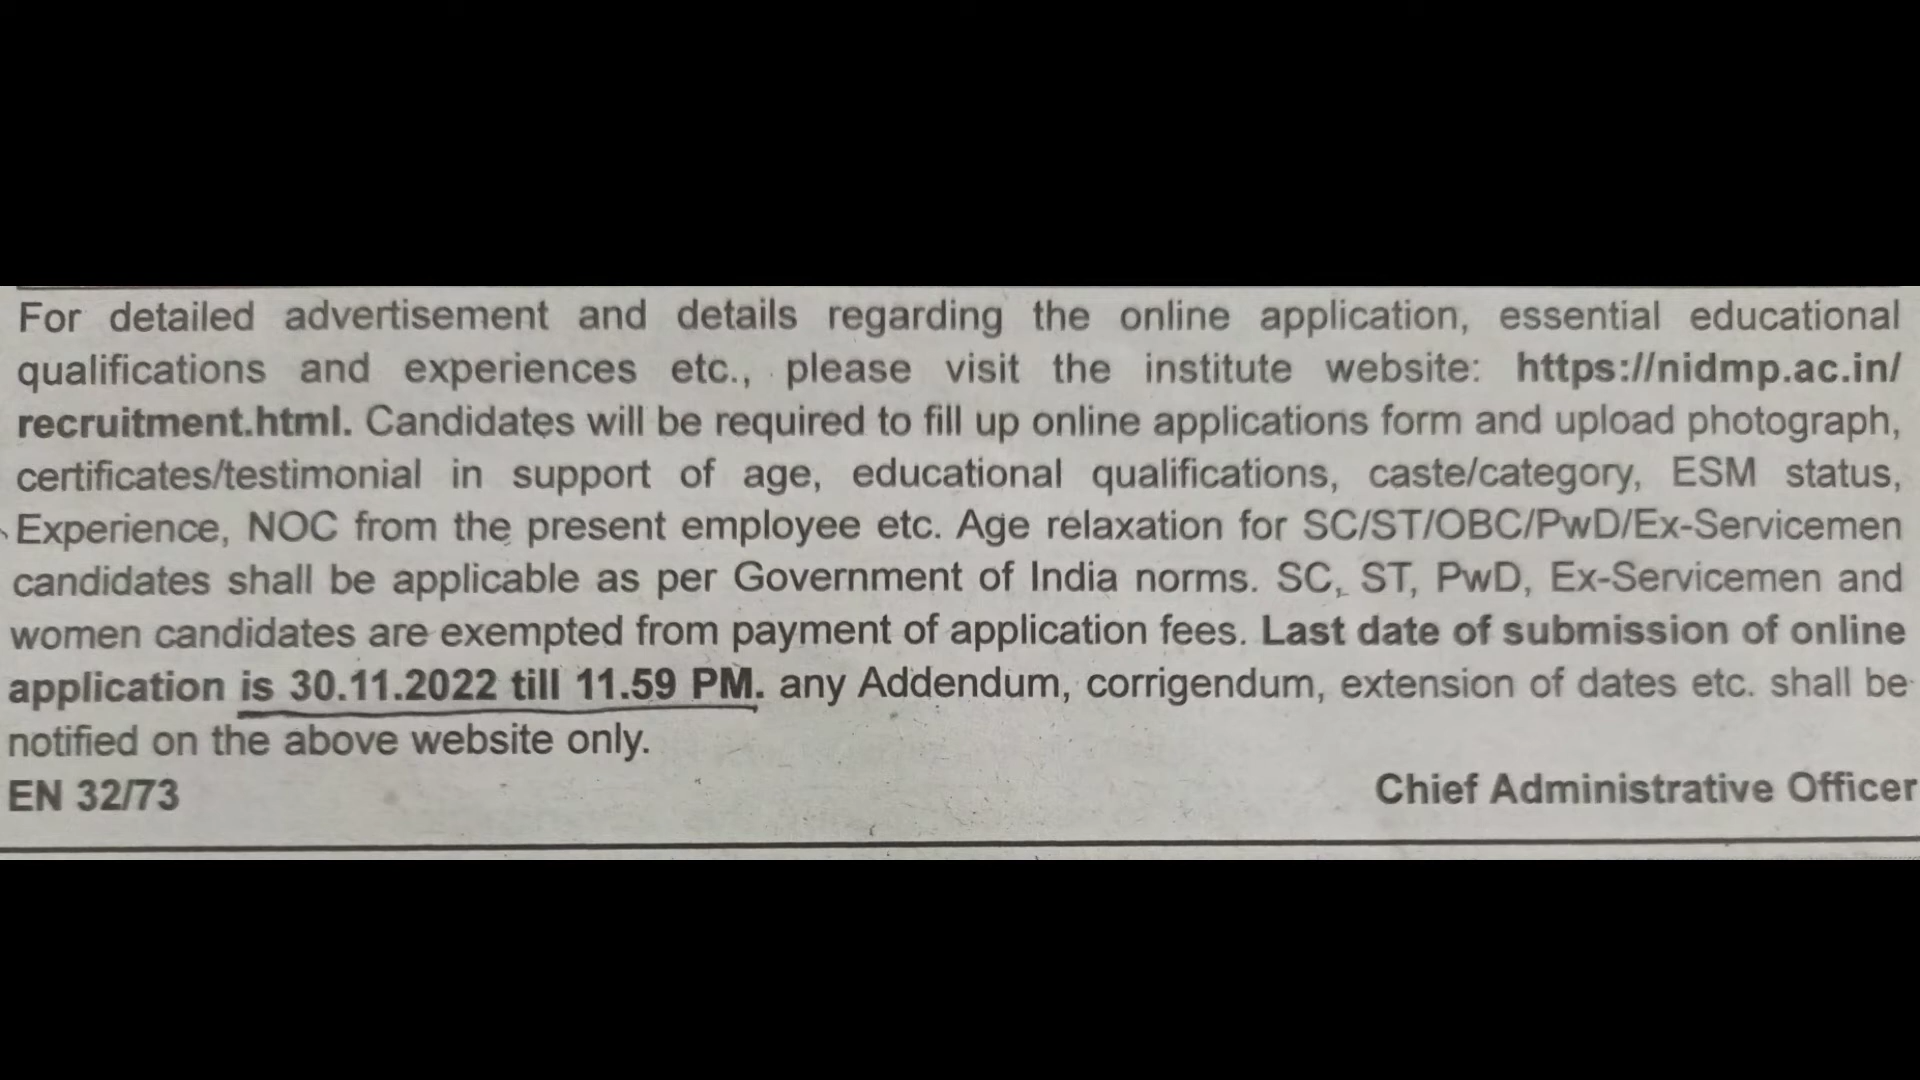 For detailed advertisement and details regarding the online application, essential educational
qualifications and experiences etc., please visit the institute website: https://nidmp.ac.in/
recruitment.html. Candidates will be required to fill up online applications form and upload photograph,
certificates/testimonial in support of age, educational qualifications, caste/category, ESM status,
Experience, NOC from the present employee etc. Age relaxation for SC/ST/OBC/PwD/Ex-Servicemen
candidates shall be applicable as per Government of India norms. SC, ST, PwD, Ex-Servicemen and
women candidates are exempted from payment of application fees. Last date of submission of online
application is 30.11.2022 till 11.59 PM. any Addendum, corrigendum, extension of dates etc. shall be
notified on the above website only.
EN 32/73 Chief Administrative Officer